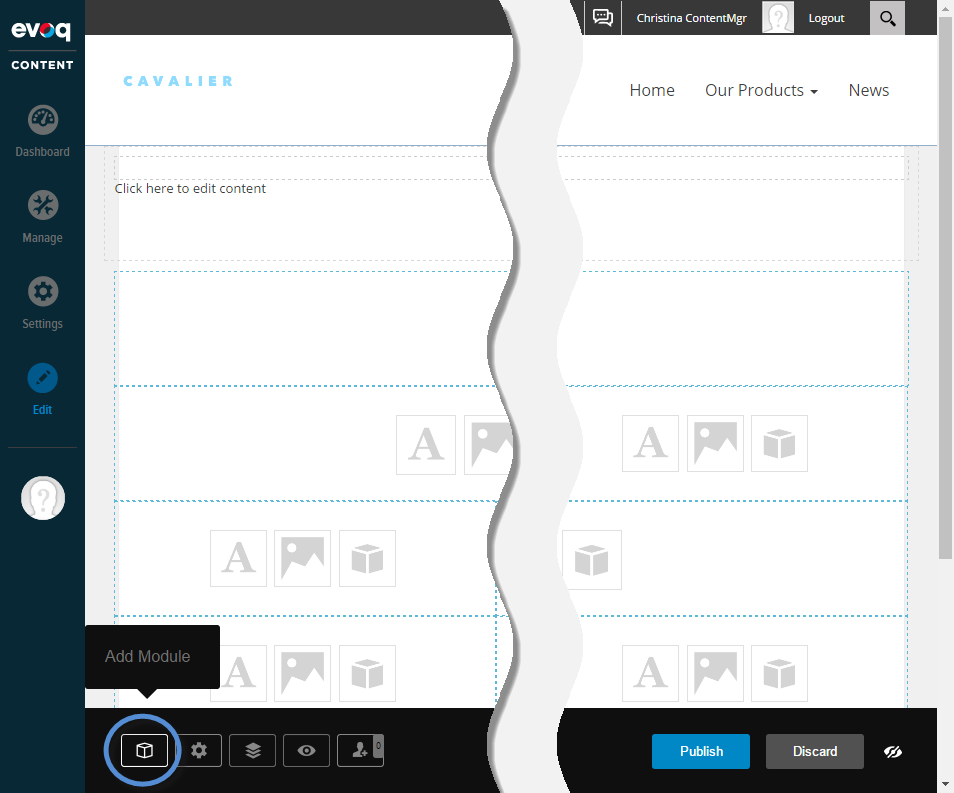 evoq
CONTENT
Dashboard
Manage
Settings
Edit
Christina ContentMgr
Logout
CAVALIER
Home
Our Products
News
Click here to edit content
A
A
A
A
A
Add Module
0
Publish
Discard